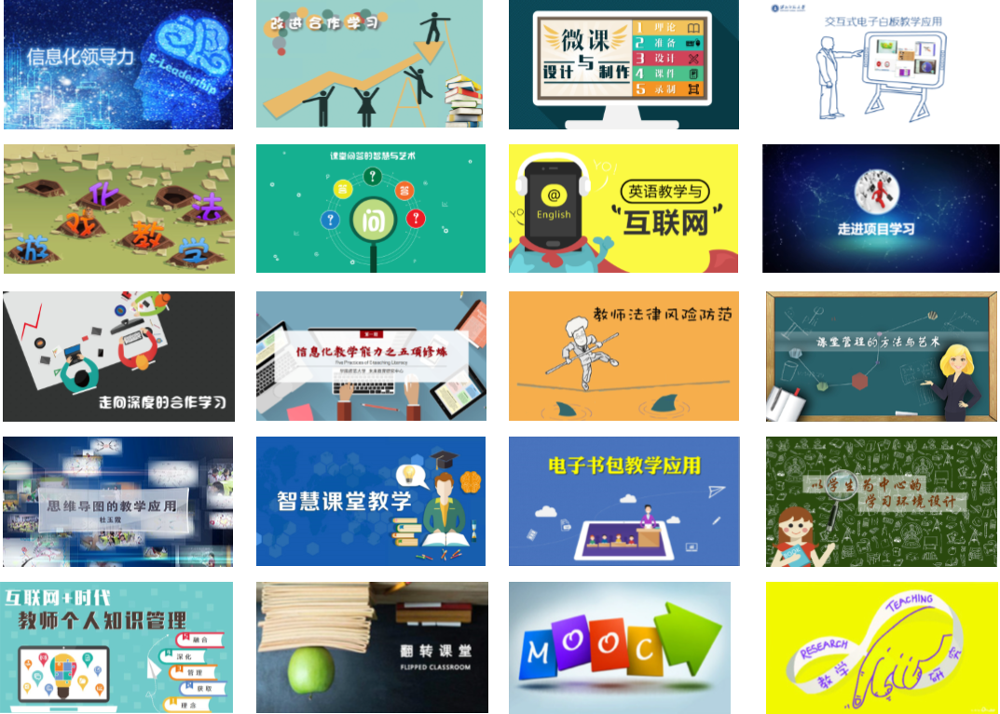 信息化领导力
E-Leadership
改进合作学习
微课
与
设计 制作
1 理论
2 准备
3 设计
4 课件
5 录制
交互式电子白板教学应用
游戏化教学法
课堂问答的智慧与艺术
?
答 答
? 问 ?
YO!
YO
@
English
英语教学与
“互联网”
走进项目学习
走向深度的合作学习
第一期
信息化教学能力之五项修炼
教师法律风险防范
课堂管理的方法与艺术
思维导图的教学应用
杜玉霞
智慧课堂教学
电子书包教学应用
以学生为中心的
学习环境设计
互联网+时代
教师个人知识管理
融合
深化
管理
获取
理念
翻转课堂
FLIPPED CLASSROOM
MOOC
TEACHING
RESEARCH
教学
研究